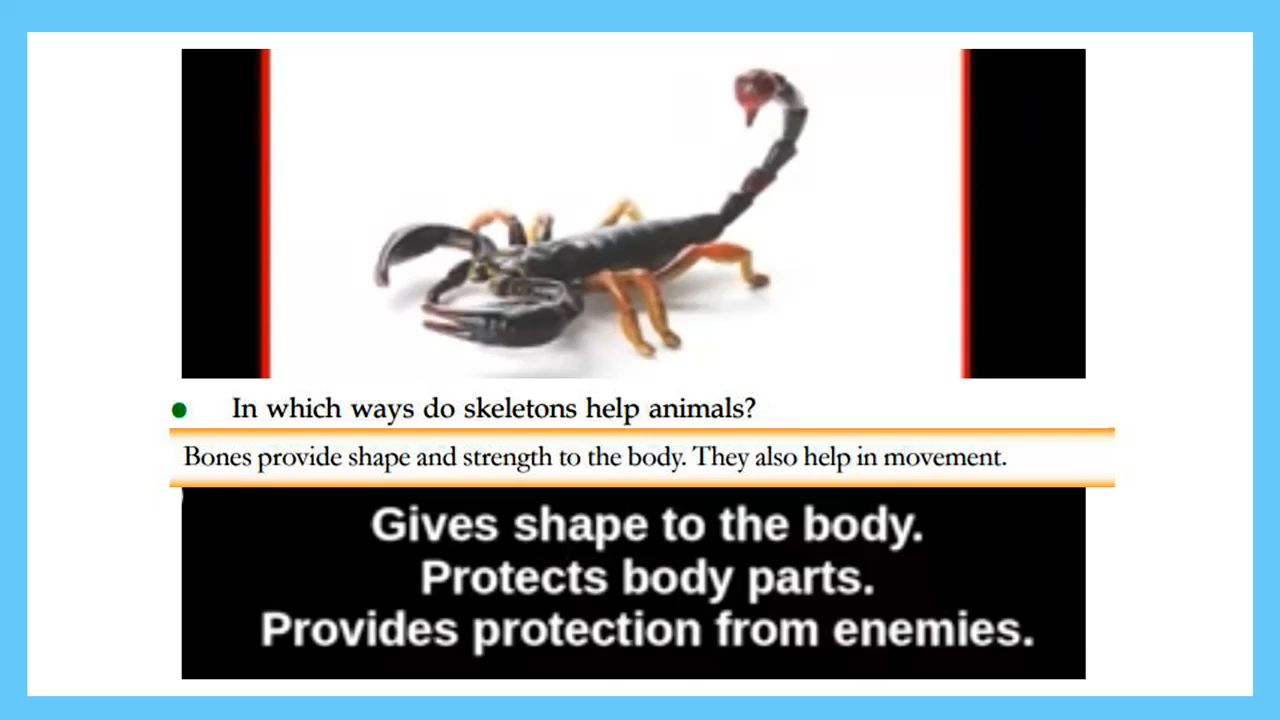 In which ways do skeletons help animals?
Bones provide shape and strength to the body. They also help in movement.
Gives shape to the body.
Protects body parts.
Provides protection from enemies.